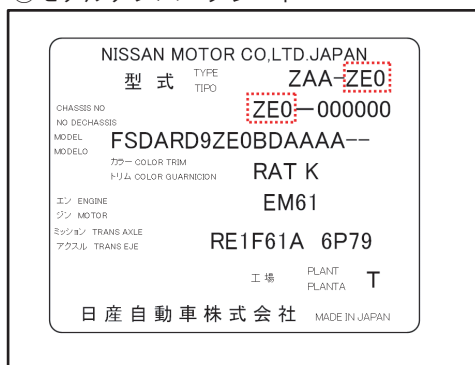 NISSAN MOTOR CO,LTD.JAPAN
型 式 TYPE TIPO ZAA-ZE0
CHASSIS NO
NO DECHASSIS
ZE0-000000
MODEL
MODELO
FSDARD9ZE0BDAAAA--
カラー COLOR TRIM
トリム COLOR GUARNICION
RAT K
エン ENGINE
ジン MOTOR
EM61
ミッション TRANS AXLE
アクスル TRANS EJE
RE1F61A 6P79
工 場 PLANT PLANTA T
日 産 自 動 車 株 式 会 社 MADE IN JAPAN